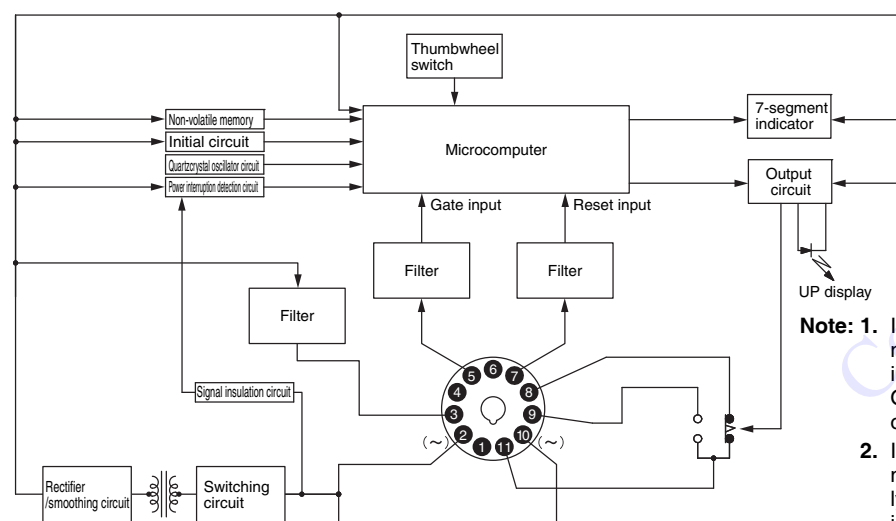 Thumbwheel
switch
Non-volatile memory
Initial circuit
Quartzcrystal oscillator circuit
Power interruption detection circuit
Microcomputer
7-segment
indicator
Output
circuit
Gate input
Reset input
Filter
Filter
Filter
UP display
Note: 1.
Signal insulation circuit
6
5
7
4
8
3
9
2
10
1
11
(~)
(~)
2.
Rectifier
/smoothing circuit
Switching
circuit